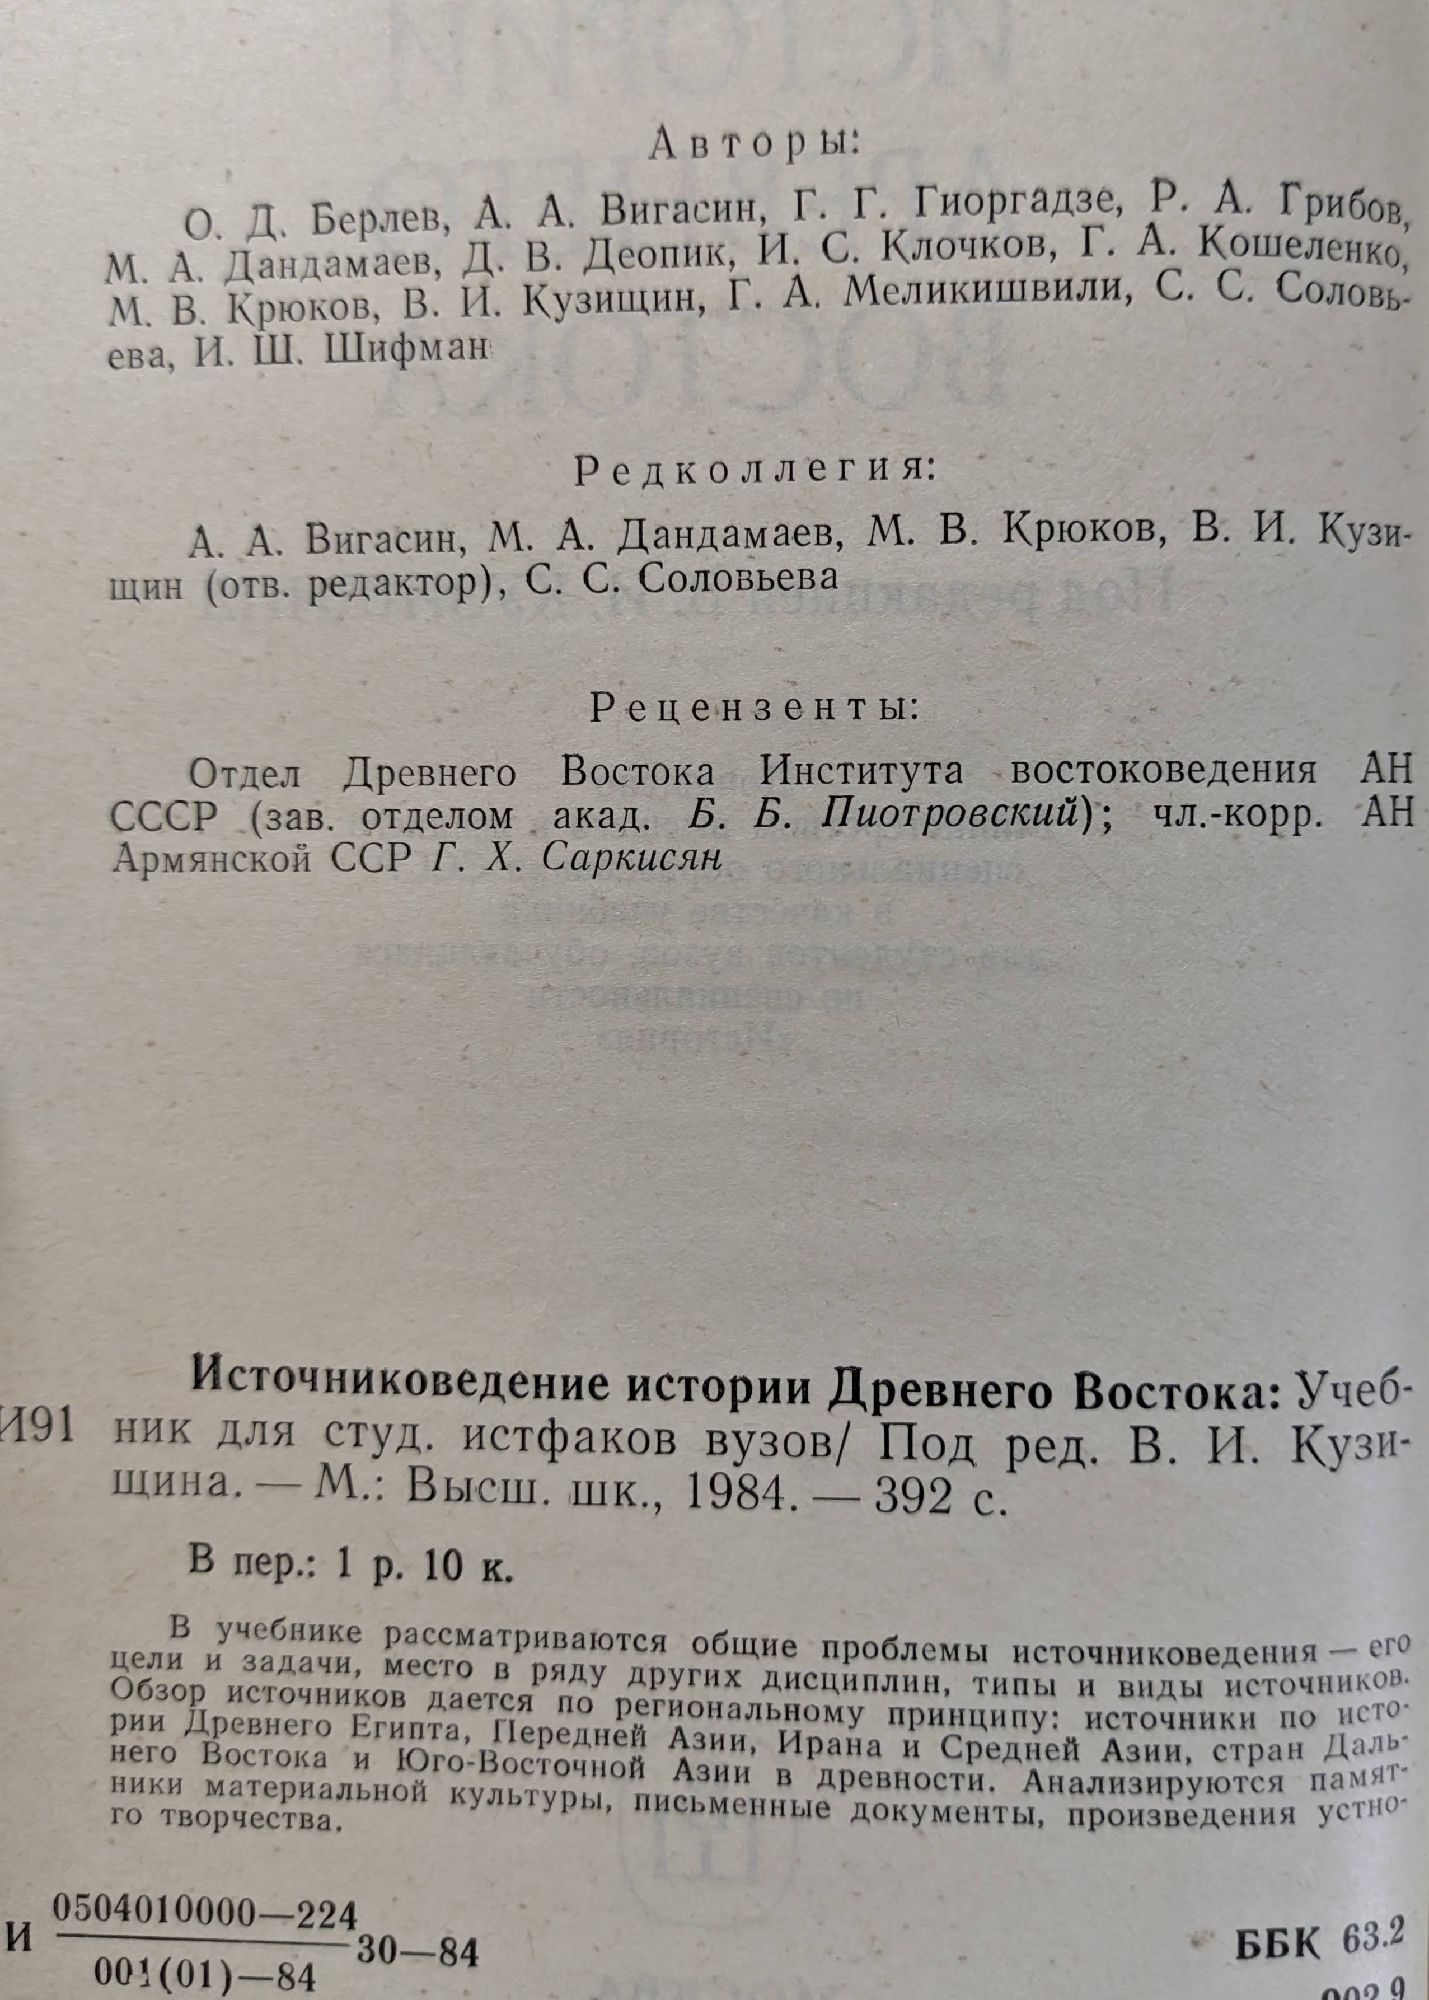 Авторы:
О. Д. Берлев, А. А. Вигасин, Г. Г. Гиоргадзе, Р. А. Грибов,
М. А. Дандамаев, Д. В. Деопик, И. С. Клочков, Г. А. Кошеленко,
М. В. Крюков, В. И. Кузищин, Г. А. Меликишвили, С. С. Соловь-
ева, И. Ш. Шифман
Редколлегия:
А. А. Вигасин, М. А. Дандамаев, М. В. Крюков, В. И. Кузи-
щин (отв. редактор), С. С. Соловьева
Рецензенты:
Отдел Древнего Востока Института востоковедения АН
СССР (зав. отделом акад. Б. Б. Пиотровский); чл.-корр. АН
Армянской ССР Г. Х. Саркисян
Источниковедение истории Древнего Востока: Учеб-
И91 ник для студ. истфаков вузов/ Под ред. В. И. Кузи-
щина. — М.: Высш. шк., 1984. — 392 с.
В пер.: 1 р. 10 к.
В учебнике рассматриваются общие проблемы источниковедения — его
цели и задачи, место в ряду других дисциплин, типы и виды источников.
Обзор источников дается по региональному принципу: источники по исто-
рии Древнего Египта, Передней Азии, Ирана и Средней Азии, стран Даль-
него Востока и Юго-Восточной Азии в древности. Анализируются памят-
ники материальной культуры, письменные документы, произведения устно-
го творчества.
И 0504010000—224
001(01)—84 30—84
ББК 63.2